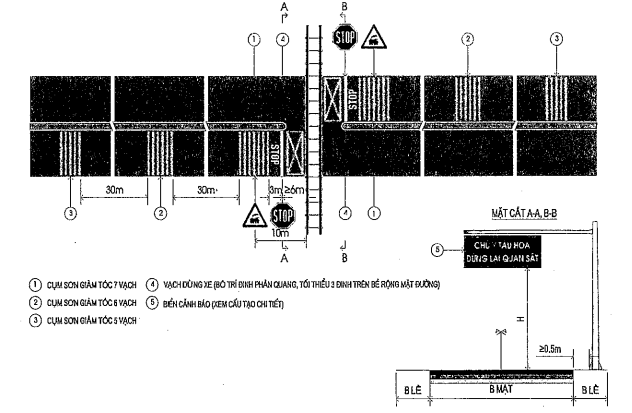 A
B
STOP
1
4
2
3
STOP
STOP
30m
30m
3m
≥6m
3
2
STOP
4
1
10m
A
B
MẶT CẮT A-A, B-B
5
CHÚ Ý TÀU HỎA
DỪNG LẠI QUAN SÁT
1 CỤM SƠN GIẢM TỐC 7 VẠCH
4 VẠCH DỪNG XE (BỐ TRÍ ĐINH PHẢN QUANG, TỐI THIỂU 3 ĐINH TRÊN BỀ RỘNG MẶT ĐƯỜNG)
2 CỤM SƠN GIẢM TỐC 6 VẠCH
5 BIỂN CẢNH BÁO (XEM CẤU TẠO CHI TIẾT)
3 CỤM SƠN GIẢM TỐC 5 VẠCH
H
≥0.5m
B LỀ
B MẶT
B LỀ